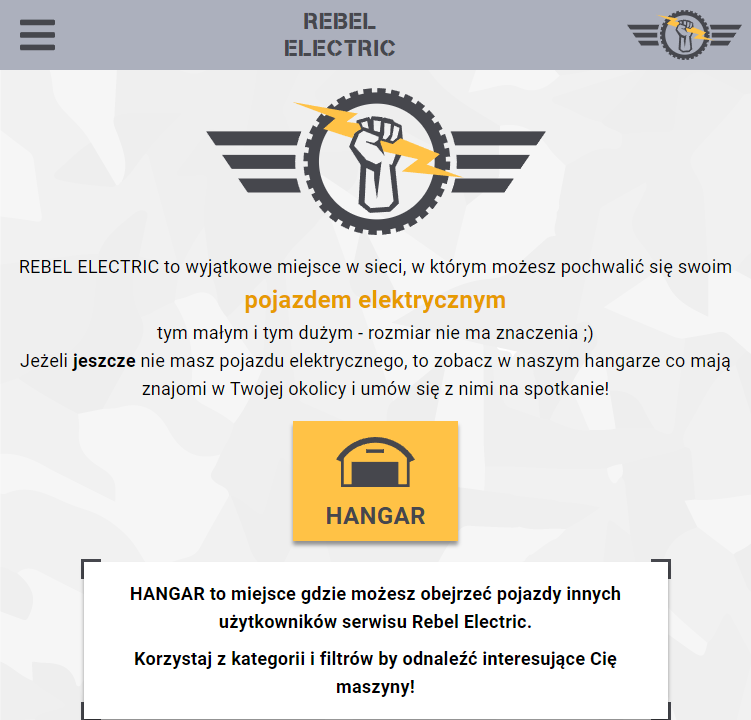 REBEL
ELECTRIC
REBEL ELECTRIC to wyjątkowe miejsce w sieci, w którym możesz pochwalić się swoim
pojazdem elektrycznym
tym małym i tym dużym - rozmiar nie ma znaczenia ;)
Jeżeli jeszcze nie masz pojazdu elektrycznego, to zobacz w naszym hangarze co mają
znajomi w Twojej okolicy i umów się z nimi na spotkanie!
HANGAR
HANGAR to miejsce gdzie możesz obejrzeć pojazdy innych
użytkowników serwisu Rebel Electric.
Korzystaj z kategorii i filtrów by odnaleźć interesujące Cię
maszyny!